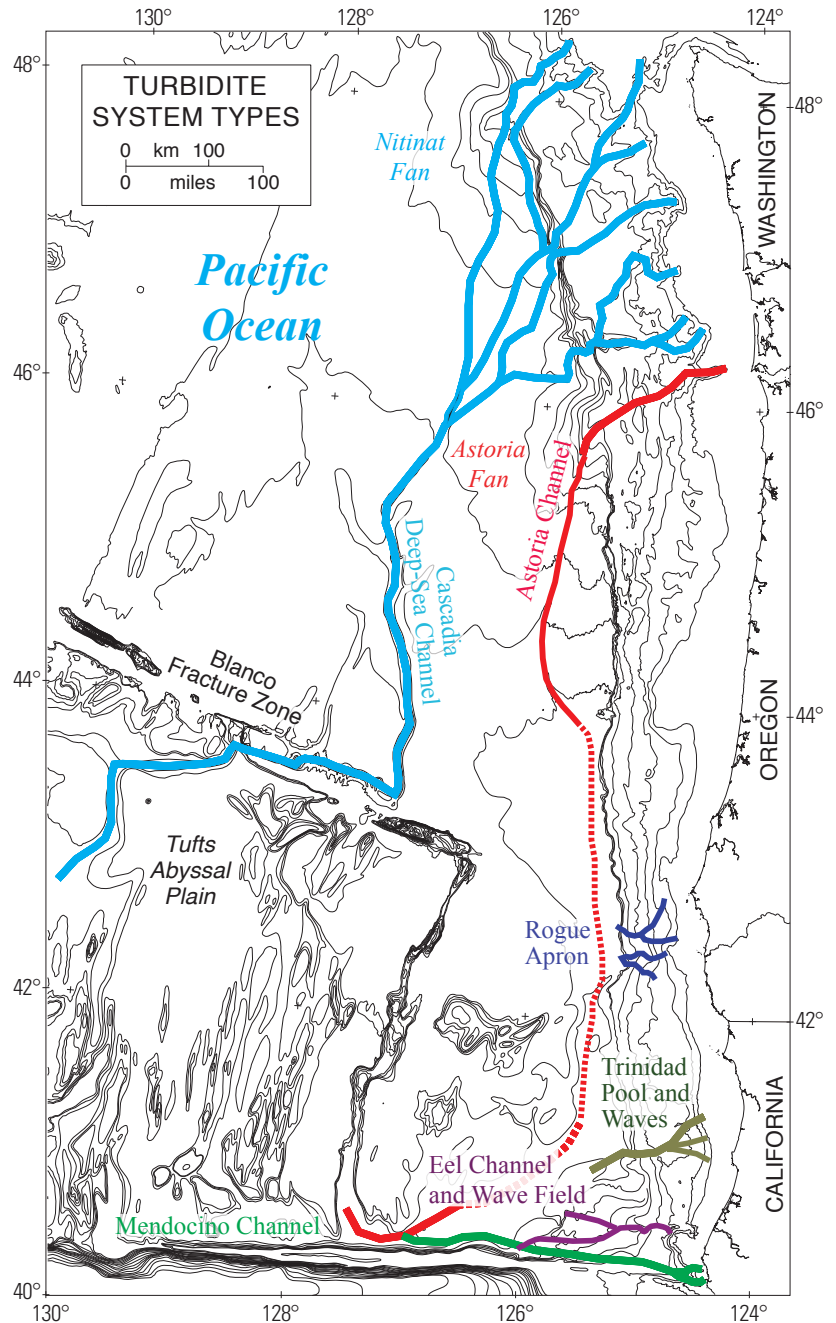 130°
128°
126°
124°
48°
48°
TURBIDITE
SYSTEM TYPES
0 km 100
0 miles 100
Nitinat
Fan
WASHINGTON
Pacific
Ocean
46°
46°
Astoria
Fan
Astoria Channel
Cascadia
Deep-Sea Channel
Blanco
Fracture Zone
44°
44°
OREGON
Tufts
Abyssal
Plain
Rogue
Apron
42°
42°
Trinidad
Pool and
Waves
CALIFORNIA
Eel Channel
and Wave Field
Mendocino Channel
40°
130°
128°
126°
124°